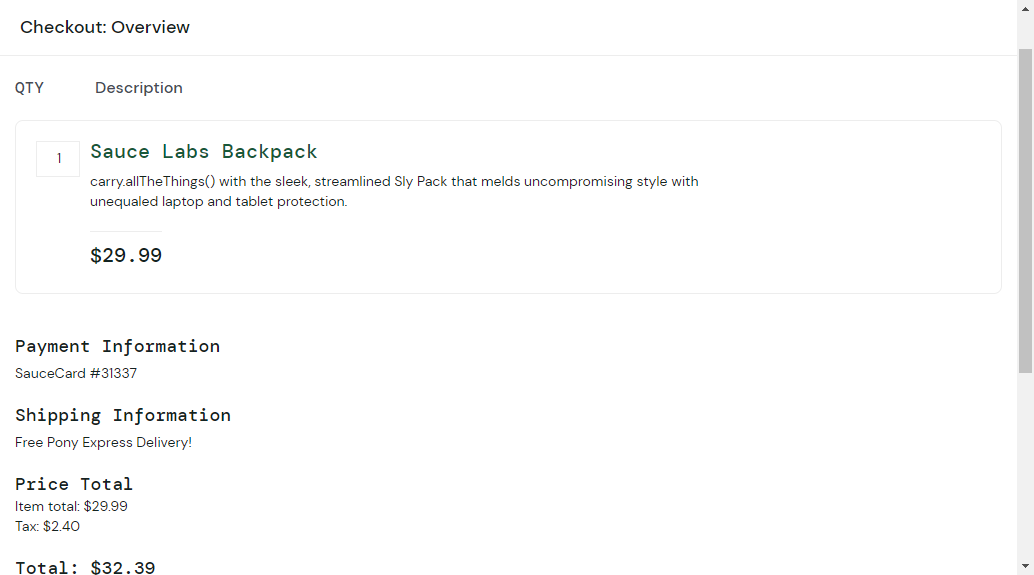 Checkout: Overview
QTY Description
1 Sauce Labs Backpack
carry.allTheThings() with the sleek, streamlined Sly Pack that melds uncompromising style with
unequaled laptop and tablet protection.
$29.99
Payment Information
SauceCard #31337
Shipping Information
Free Pony Express Delivery!
Price Total
Item total: $29.99
Tax: $2.40
Total: $32.39